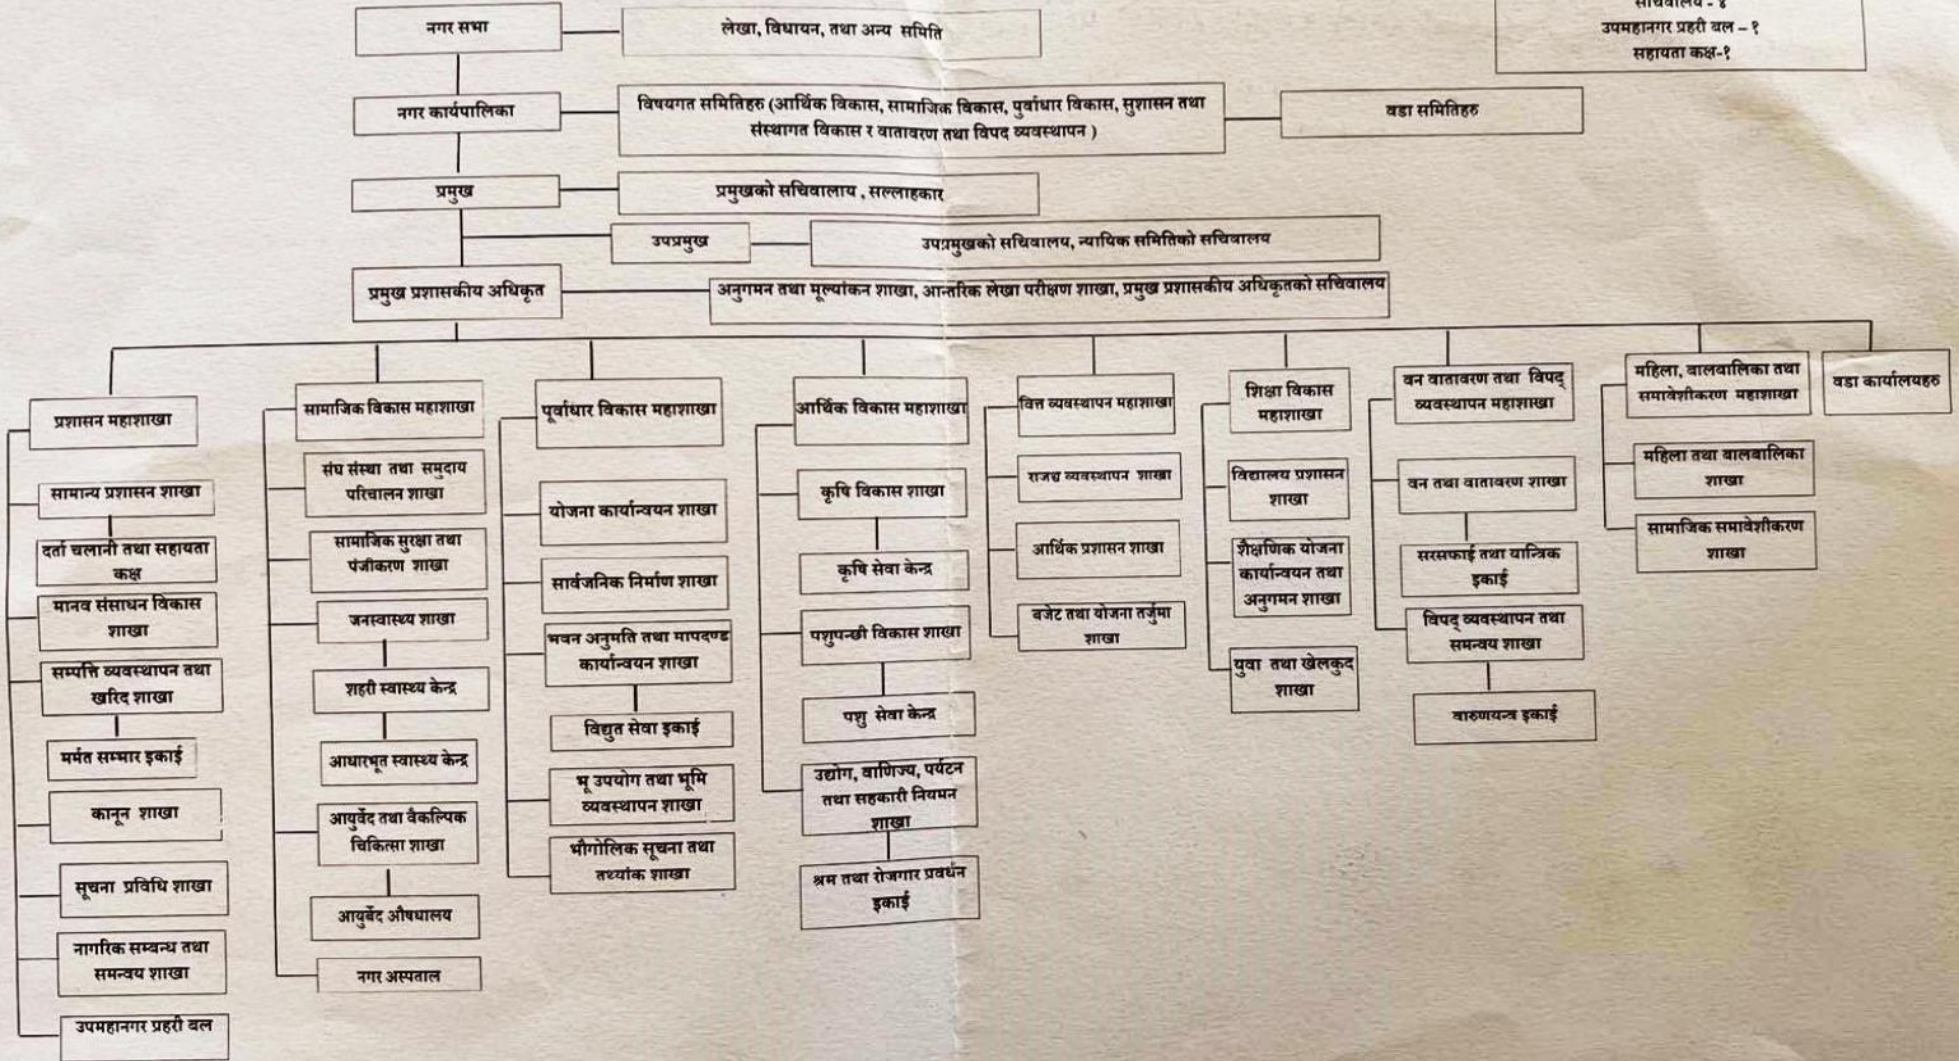 सचिवालय - ४
उपमहानगर प्रहरी बल – १
सहायता कक्ष-१
नगर सभा
लेखा, विधायन, तथा अन्य समिति
नगर कार्यपालिका
विषयगत समितिहरु (आर्थिक विकास, सामाजिक विकास, पुर्वाधार विकास, सुशासन तथा
संस्थागत विकास र वातावरण तथा विपद व्यवस्थापन )
वडा समितिहरु
प्रमुख
प्रमुखको सचिवालाय , सल्लाहकार
उपप्रमुख
उपप्रमुखको सचिवालय, न्यायिक समितिको सचिवालय
प्रमुख प्रशासकीय अधिकृत
अनुगमन तथा मूल्यांकन शाखा, आन्तरिक लेखा परीक्षण शाखा, प्रमुख प्रशासकीय अधिकृतको सचिवालय
प्रशासन महाशाखा
सामान्य प्रशासन शाखा
दर्ता चलानी तथा सहायता
कक्ष
मानव संसाधन विकास
शाखा
सम्पत्ति व्यवस्थापन तथा
खरिद शाखा
मर्मत सम्भार इकाई
कानून शाखा
सूचना प्रविधि शाखा
नागरिक सम्बन्ध तथा
समन्वय शाखा
उपमहानगर प्रहरी बल
सामाजिक विकास महाशाखा
संघ संस्था तथा समुदाय
परिचालन शाखा
सामाजिक सुरक्षा तथा
पंजीकरण शाखा
जनस्वास्थ्य शाखा
शहरी स्वास्थ्य केन्द्र
आधारभूत स्वास्थ्य केन्द्र
आयुर्वेद तथा वैकल्पिक
चिकित्सा शाखा
आयुर्बेद औषधालय
नगर अस्पताल
पूर्वाधार विकास महाशाखा
योजना कार्यान्वयन शाखा
सार्वजनिक निर्माण शाखा
भवन अनुमति तथा मापदण्ड
कार्यान्वयन शाखा
विद्युत सेवा इकाई
भू उपयोग तथा भूमि
व्यवस्थापन शाखा
भौगोलिक सूचना तथा
तथ्यांक शाखा
आर्थिक विकास महाशाखा
कृषि विकास शाखा
कृषि सेवा केन्द्र
पशुपन्छी विकास शाखा
पशु सेवा केन्द्र
उद्योग, वाणिज्य, पर्यटन
तथा सहकारी नियमन
शाखा
श्रम तथा रोजगार प्रवर्धन
इकाई
वित्त व्यवस्थापन महाशाखा
राजश्व व्यवस्थापन शाखा
आर्थिक प्रशासन शाखा
बजेट तथा योजना तर्जुमा
शाखा
शिक्षा विकास
महाशाखा
विद्यालय प्रशासन
शाखा
शैक्षणिक योजना
कार्यान्वयन तथा
अनुगमन शाखा
युवा तथा खेलकुद
शाखा
वन वातावरण तथा विपद्
व्यवस्थापन महाशाखा
वन तथा वातावरण शाखा
सरसफाई तथा यान्त्रिक
इकाई
विपद् व्यवस्थापन तथा
समन्वय शाखा
वारुणयन्त्र इकाई
महिला, बालबालिका तथा
समावेशीकरण महाशाखा
महिला तथा बालबालिका
शाखा
सामाजिक समावेशीकरण
शाखा
वडा कार्यालयहरु